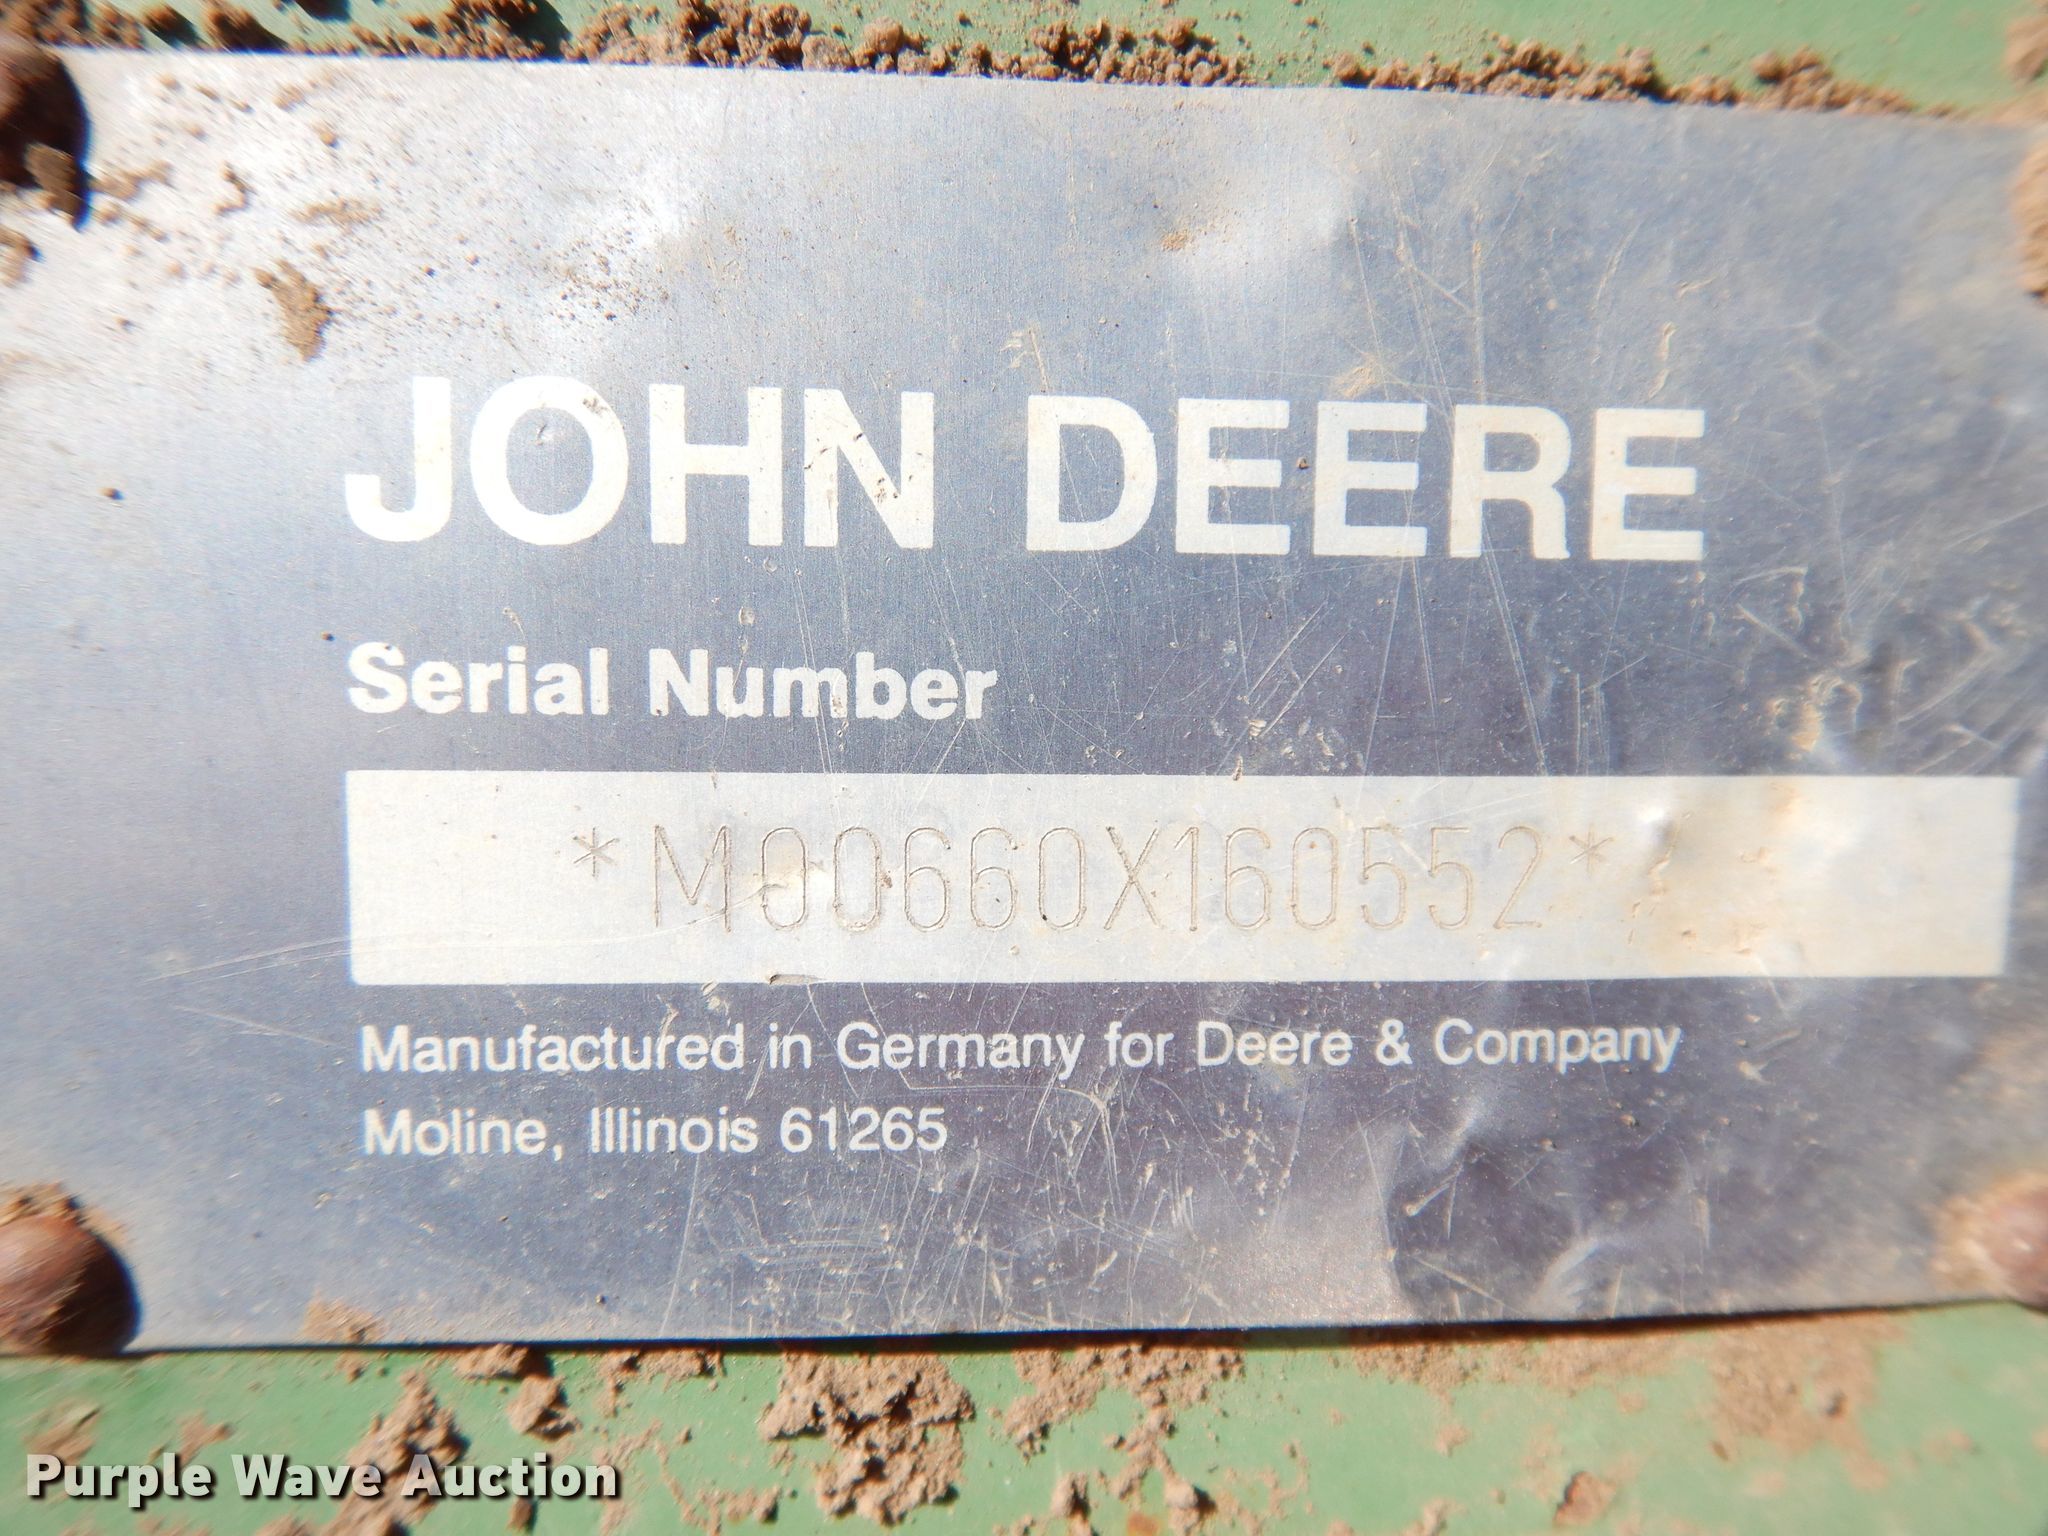 JOHN DEERE
Serial Number
*M00660X160552*
Manufactured in Germany for Deere & Company
Moline, Illinois 61265
Purple Wave Auction